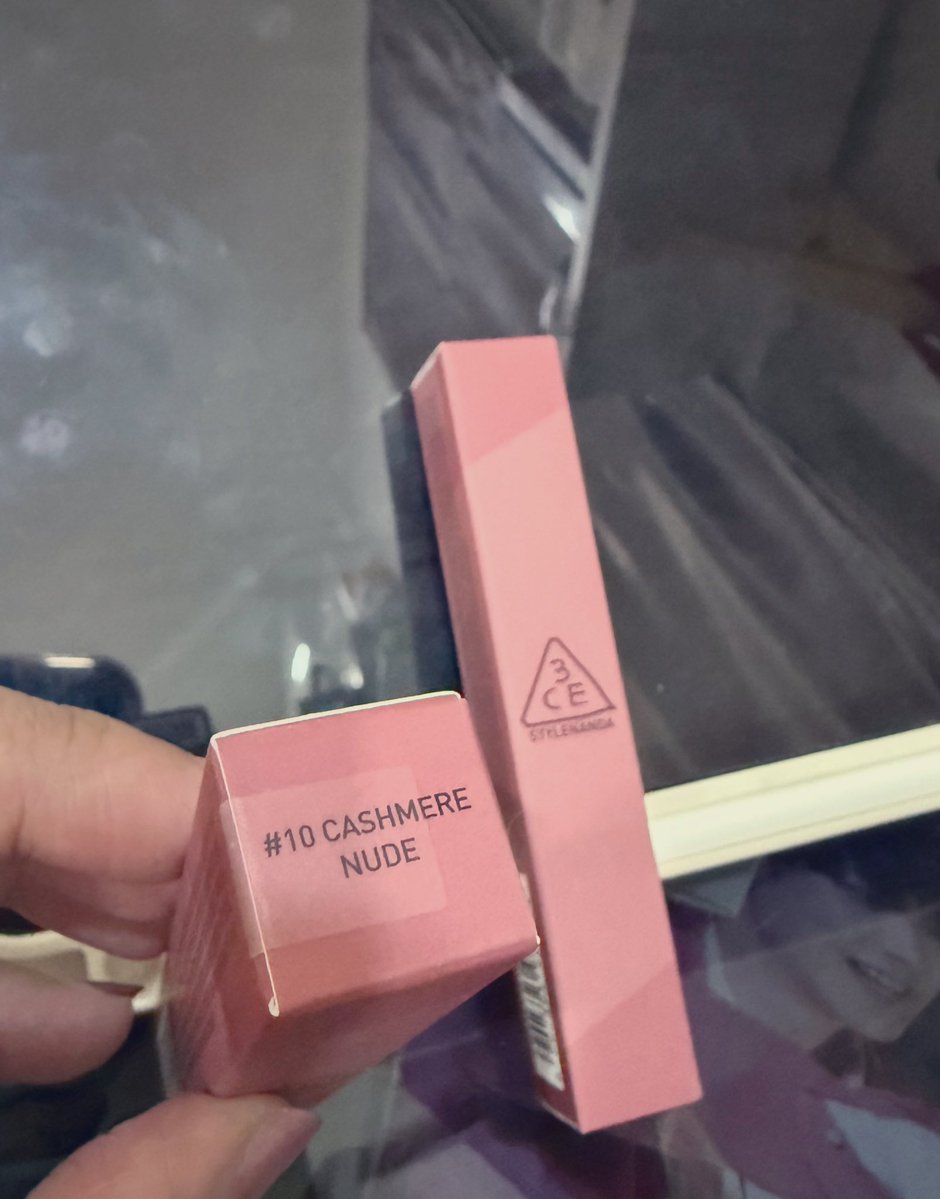 3
CE
STYLENANDA
#10 CASHMERE
NUDE